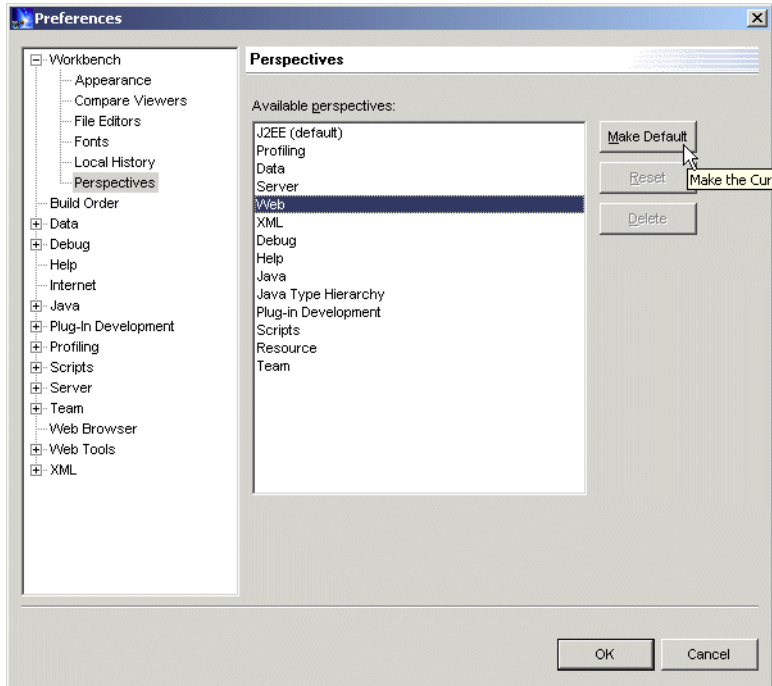 Preferences
Workbench
Appearance
Compare Viewers
File Editors
Fonts
Local History
Perspectives
Build Order
Data
Debug
Help
Internet
Java
Plug-In Development
Profiling
Scripts
Server
Team
Web Browser
Web Tools
XML
Perspectives
Available perspectives:
J2EE (default)
Profiling
Data
Server
Web
XML
Debug
Help
Java
Java Type Hierarchy
Plug-in Development
Scripts
Resource
Team
Make Default
Reset
Make the Cur
Delete
OK
Cancel